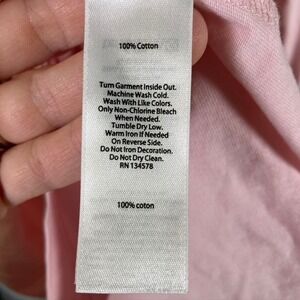 100% Cotton
Turn Garment Inside Out.
Machine Wash Cold.
Wash With Like Colors.
Only Non-Chlorine Bleach
When Needed.
Tumble Dry Low.
Warm Iron If Needed
On Reverse Side.
Do Not Iron Decoration.
Do Not Dry Clean.
RN 134578
100% coton